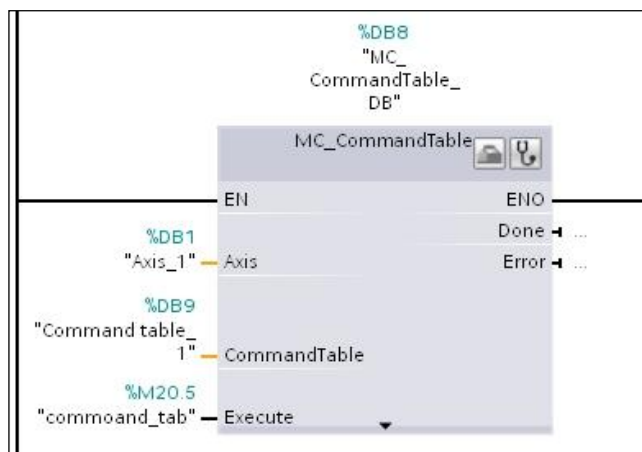 %DB8
"MC_
CommandTable_
DB"
MC_CommandTable
EN
ENO
Done
...
%DB1
"Axis_1"
Axis
Error
...
%DB9
"Command table_
1"
CommandTable
%M20.5
"commoand_tab"
Execute